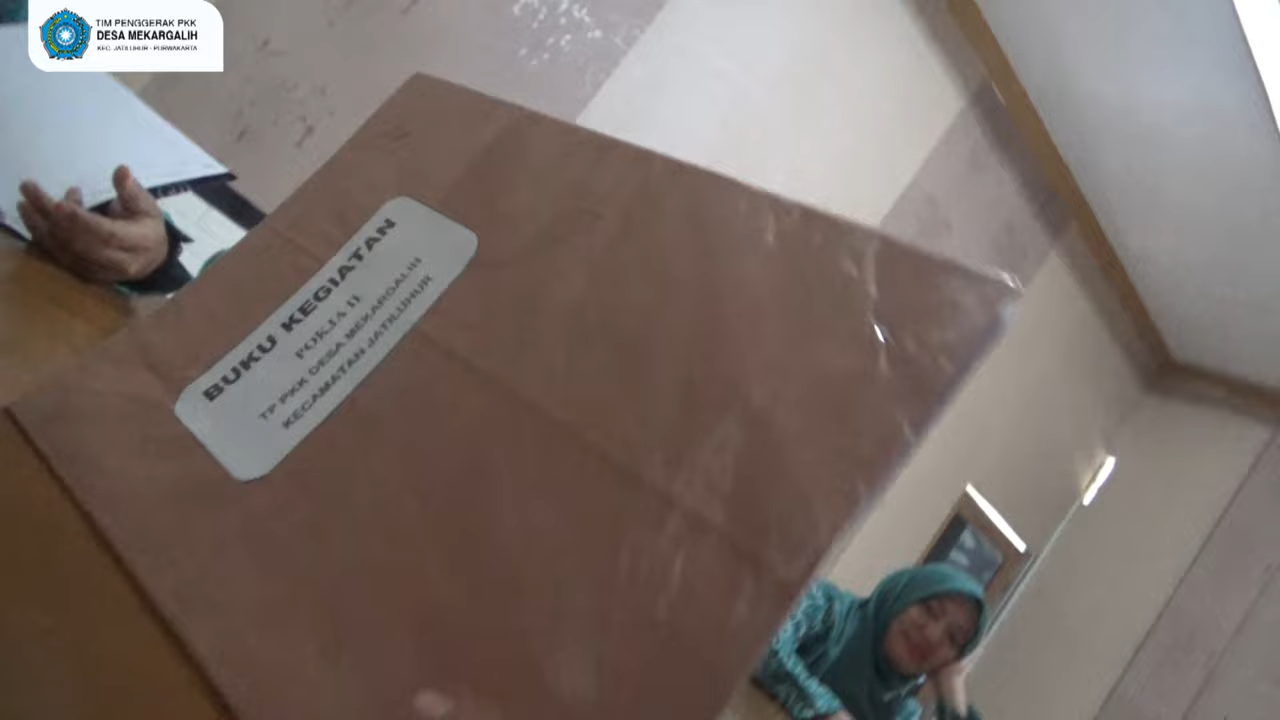 TIM PENGGERAK PKK
DESA MEKARGALIH
KEC. JATILUHUR - PURWAKARTA
BUKU KEGIATAN
POKJA II
TP PKK DESA MEKARGALIH
KECAMATAN JATILUHUR